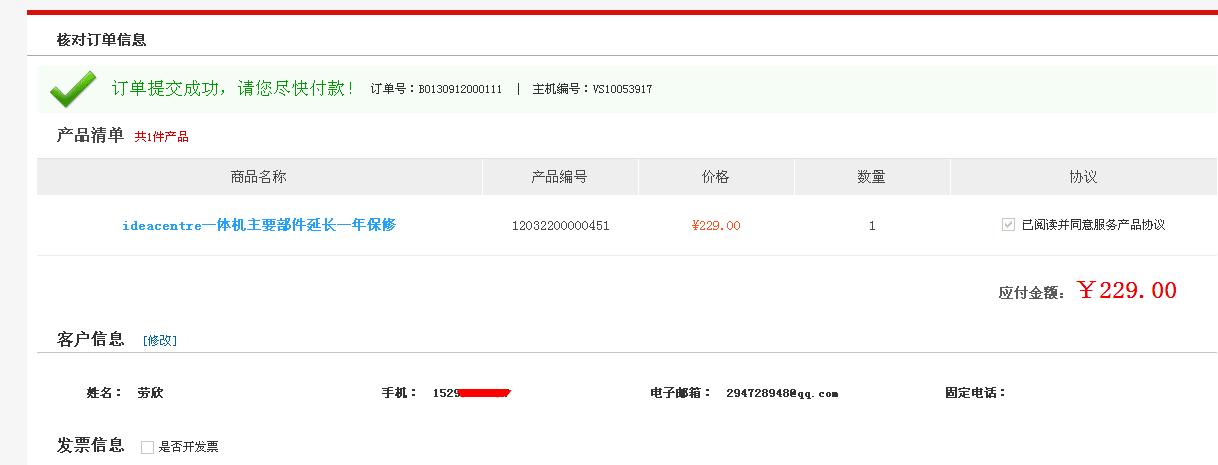 核对订单信息
订单提交成功，请您尽快付款！ 订单号：B0130912000111 | 主机编号：VS10053917
产品清单 共1件产品
商品名称 产品编号 价格 数量 协议
ideacentre一体机主要部件延长一年保修 12032200000451 ¥229.00 1 已阅读并同意服务产品协议
应付金额：￥229.00
客户信息 [修改]
姓名： 劳欣 手机： 1529 电子邮箱： 294728948@qq.com 固定电话：
发票信息 是否开发票